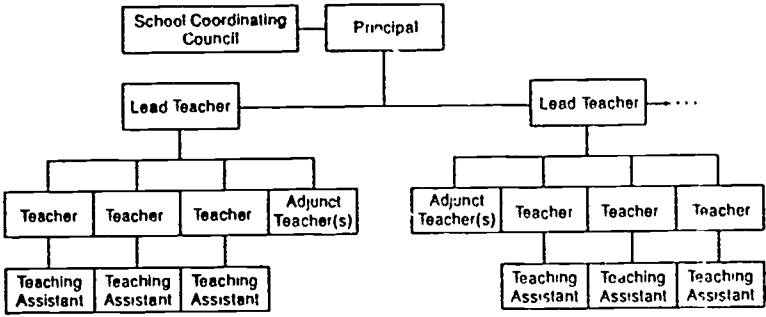 School Coordinating
Council
Principal
Lead Teacher
Lead Teacher
...
Teacher
Teacher
Teacher
Adjunct
Teacher(s)
Adjunct
Teacher(s)
Teacher
Teacher
Teacher
Teaching
Assistant
Teaching
Assistant
Teaching
Assistant
Teaching
Assistant
Teaching
Assistant
Teaching
Assistant